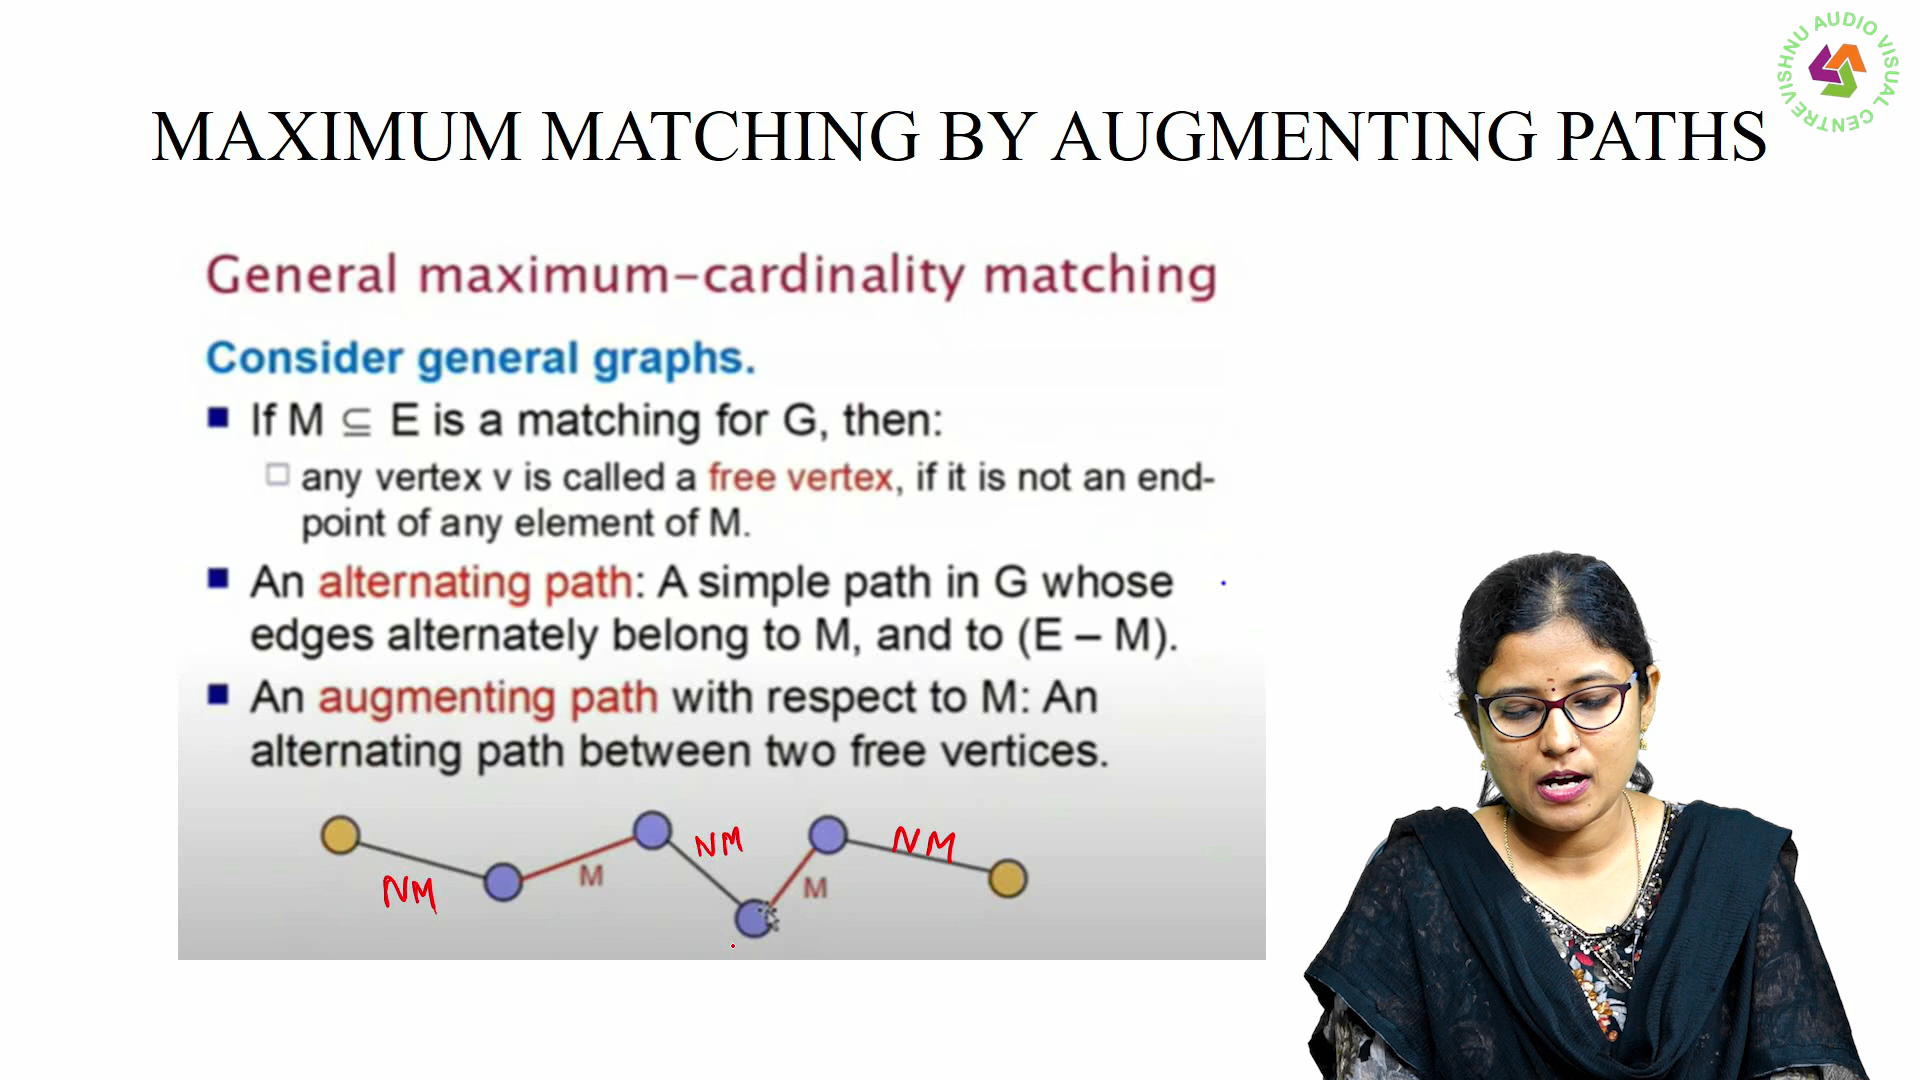 VISHNU AUDIO VISUAL CENTRE
MAXIMUM MATCHING BY AUGMENTING PATHS
General maximum-cardinality matching
Consider general graphs.
If M ⊆ E is a matching for G, then:
any vertex v is called a free vertex, if it is not an end-
point of any element of M.
An alternating path: A simple path in G whose
edges alternately belong to M, and to (E – M).
An augmenting path with respect to M: An
alternating path between two free vertices.
NM M NM M NM